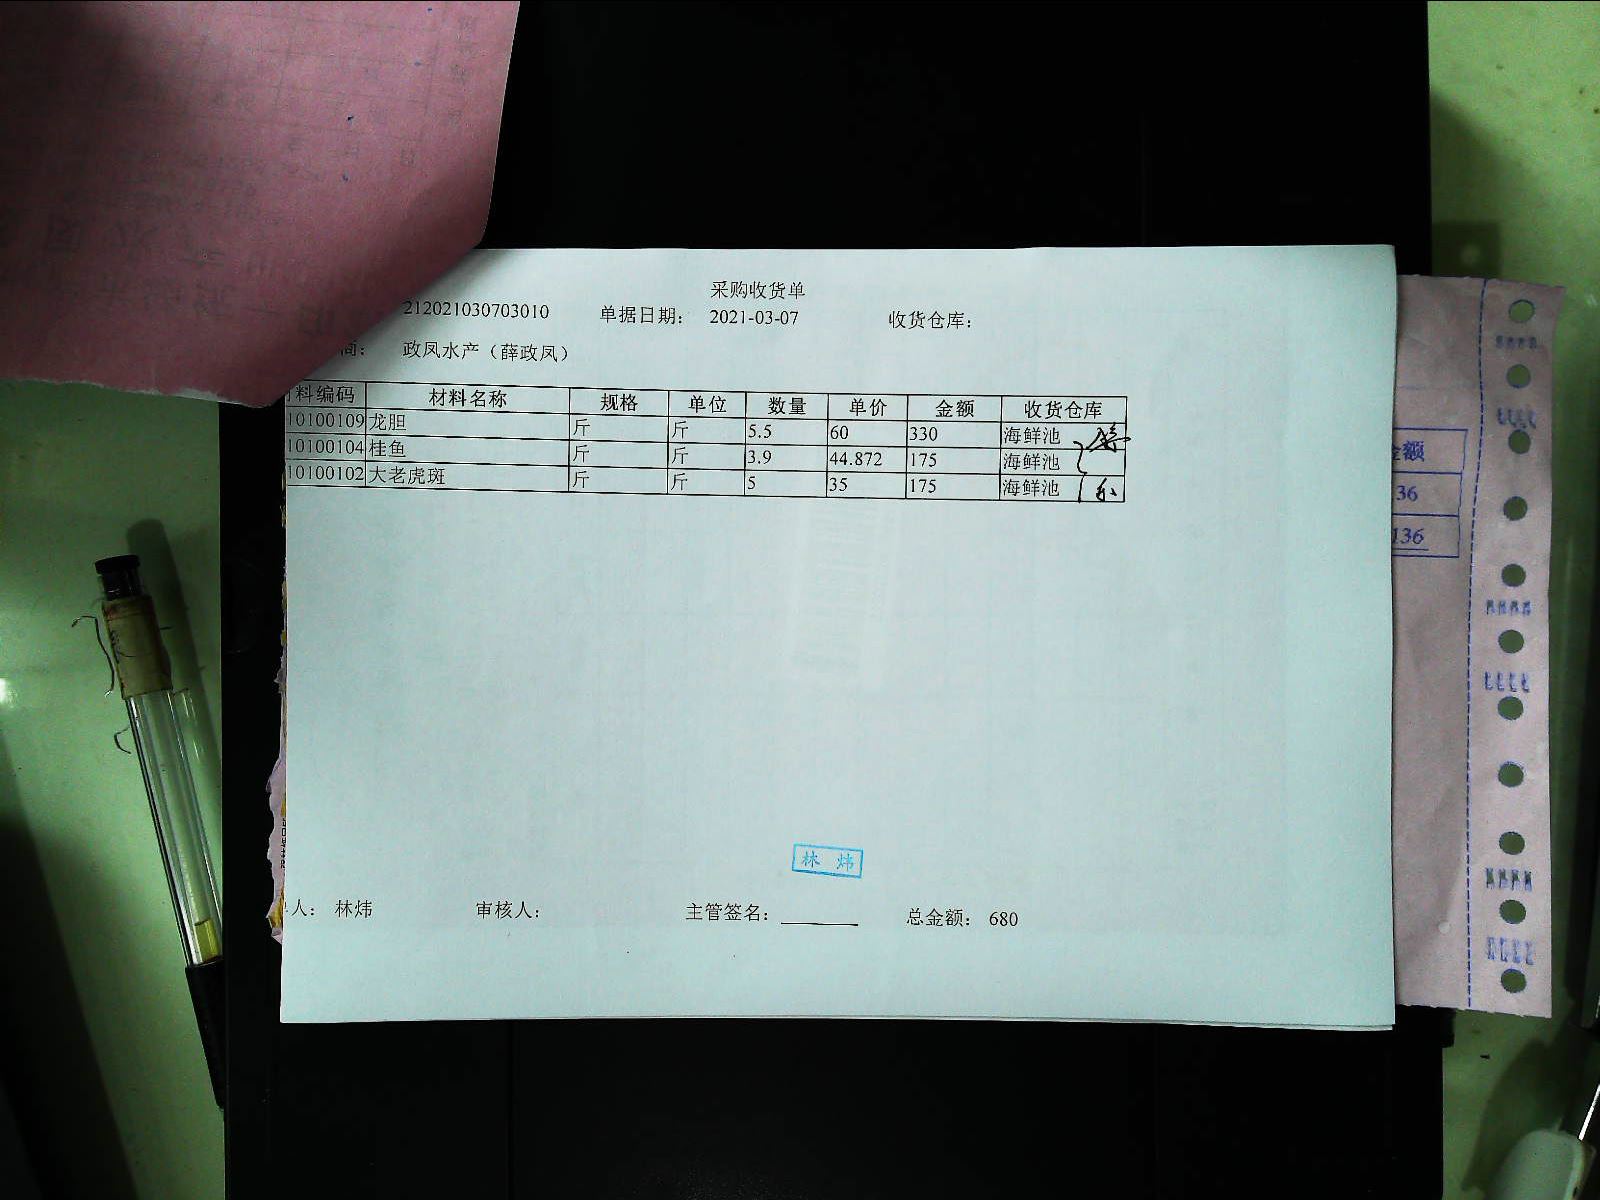 采购收货单
212021030703010 单据日期： 2021-03-07 收货仓库：
商： 政凤水产（薛政凤）
料编码 材料名称 规格 单位 数量 单价 金额 收货仓库
10100109 龙胆 斤 斤 5.5 60 330 海鲜池
10100104 桂鱼 斤 斤 3.9 44.872 175 海鲜池
10100102 大老虎斑 斤 斤 5 35 175 海鲜池
金额
36
136
林 炜
人： 林炜 审核人： 主管签名： 总金额： 680